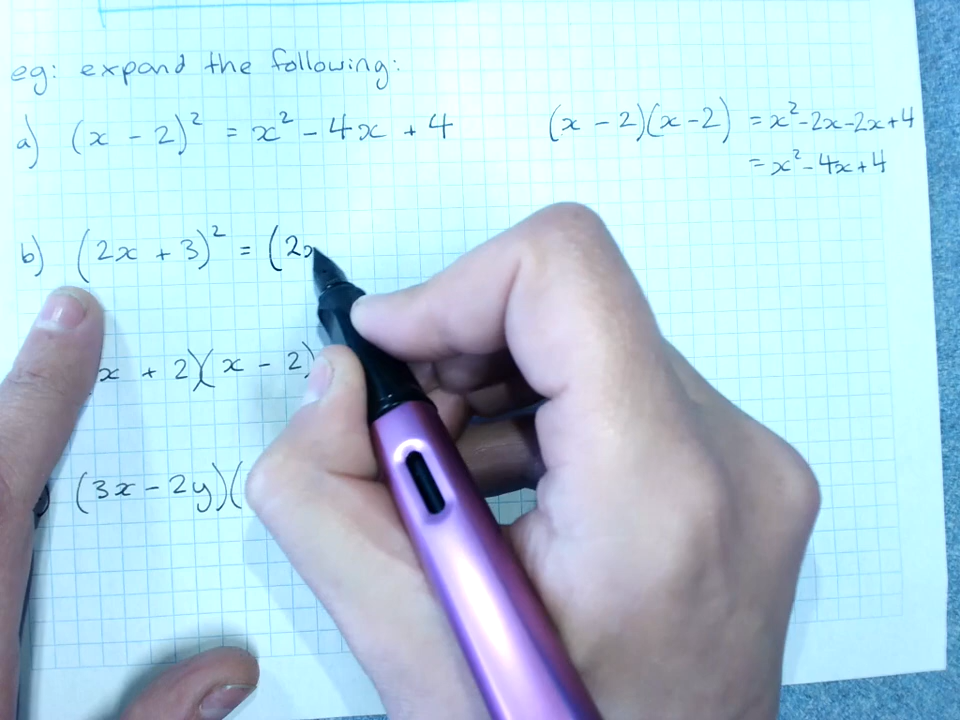 eg: expand the following:
a) (x - 2)² = x² - 4x + 4
(x - 2)(x - 2) = x² - 2x - 2x + 4
= x² - 4x + 4
b) (2x + 3)² = (2x
x + 2)(x - 2)
(3x - 2y)(